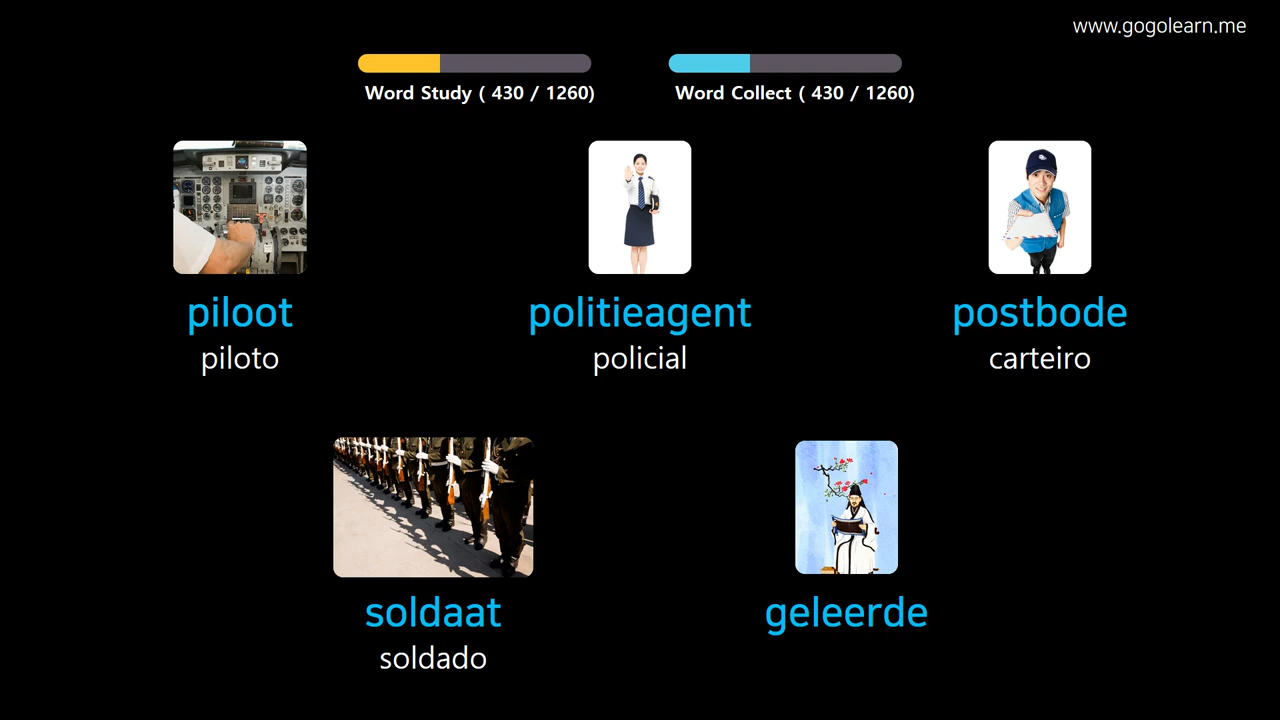 www.gogolearn.me
Word Study ( 430 / 1260)
Word Collect ( 430 / 1260)
piloot
piloto
politieagent
policial
postbode
carteiro
soldaat
soldado
geleerde